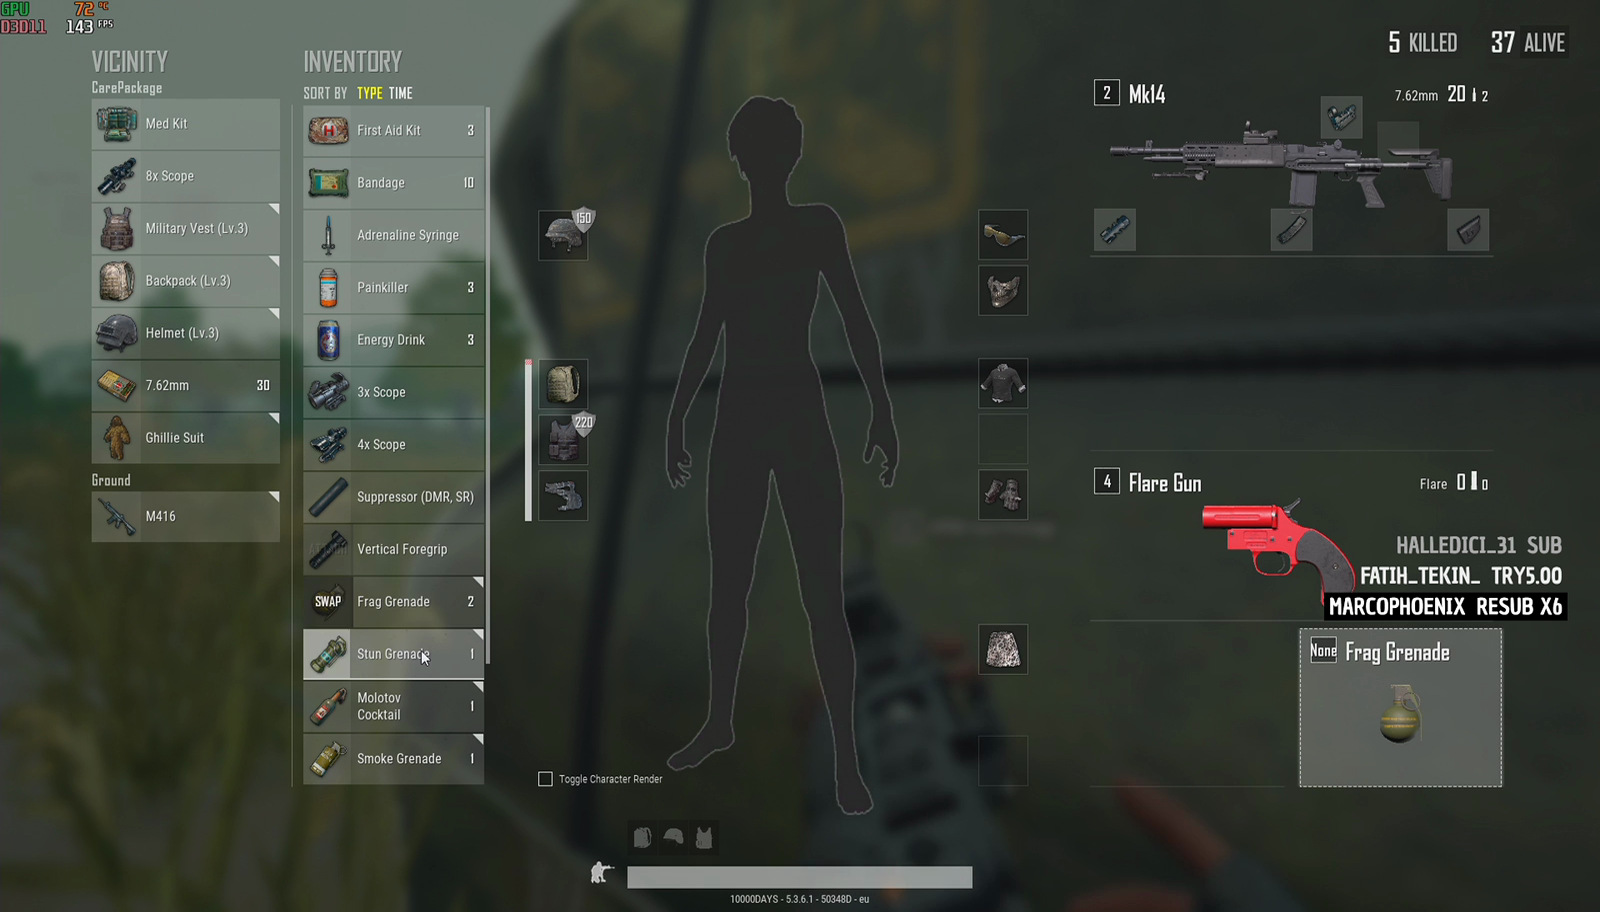 GPU 72 °C
D3D11 143 FPS
5 KILLED 37 ALIVE
VICINITY
CarePackage
Med Kit
8x Scope
Military Vest (Lv.3)
Backpack (Lv.3)
Helmet (Lv.3)
7.62mm 30
Ghillie Suit
Ground
M416
INVENTORY
SORT BY TYPE TIME
First Aid Kit 3
Bandage 10
Adrenaline Syringe
Painkiller 3
Energy Drink 3
3x Scope
4x Scope
Suppressor (DMR, SR)
Vertical Foregrip
SWAP Frag Grenade 2
Stun Grenade 1
Molotov
Cocktail 1
Smoke Grenade 1
150
220
Toggle Character Render
2 Mk14 7.62mm 20 2
4 Flare Gun Flare 0 0
HALLEDICI_31 SUB
FATIH_TEKIN_ TRY5.00
MARCOPHOENIX RESUB X6
None Frag Grenade
10000DAYS - 5.3.6.1 - 50348D - eu